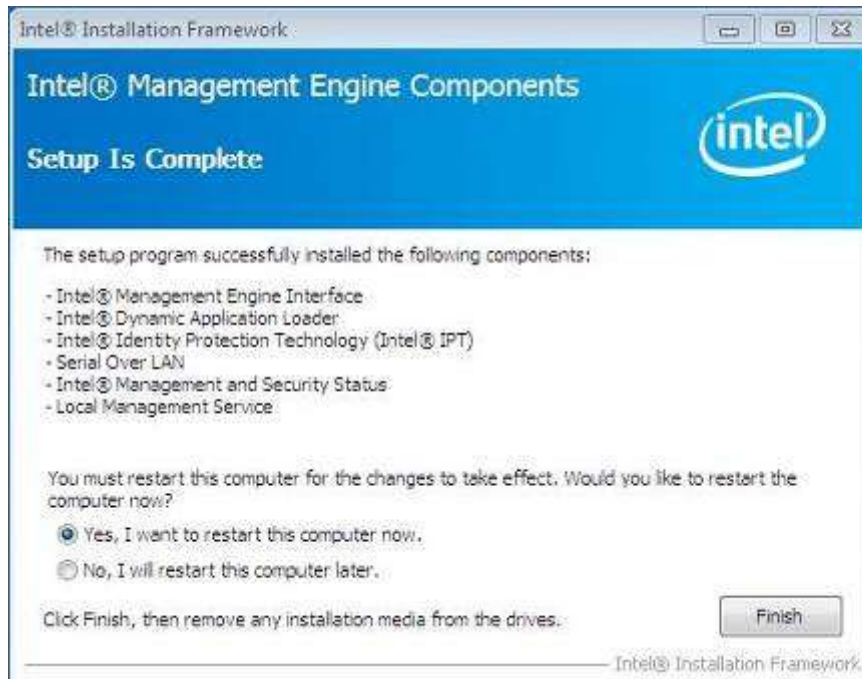 Intel® Installation Framework
Intel® Management Engine Components
intel
Setup Is Complete
The setup program successfully installed the following components:
- Intel® Management Engine Interface
- Intel® Dynamic Application Loader
- Intel® Identity Protection Technology (Intel® IPT)
- Serial Over LAN
- Intel® Management and Security Status
- Local Management Service
You must restart this computer for the changes to take effect. Would you like to restart the
computer now?
Yes, I want to restart this computer now.
No, I will restart this computer later.
Click Finish, then remove any installation media from the drives.
Finish
Intel® Installation Framework